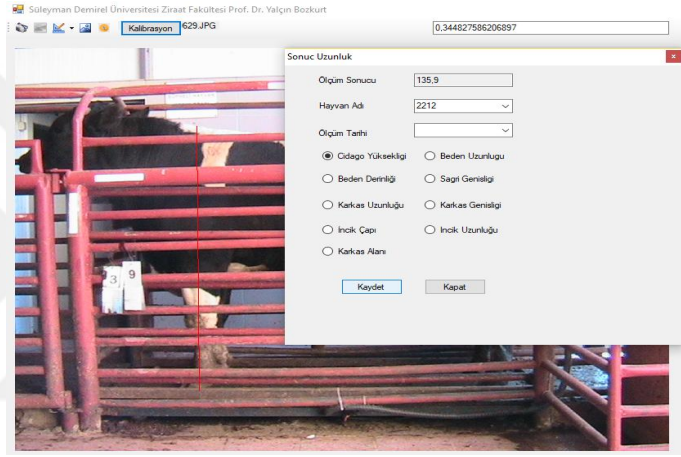 Süleyman Demirel Üniversitesi Ziraat Fakültesi Prof. Dr. Yalçın Bozkurt
Kalibrasyon 629.JPG 0,344827586206897
Sonuc Uzunluk x
Ölçüm Sonucu 135,9
Hayvan Adı 2212
Ölçüm Tarihi
Cidago Yüksekligi Beden Uzunlugu
Beden Derinliği Sagri Genisligi
Karkas Uzunluğu Karkas Genisligi
İncik Çapı Incik Uzunluğu
Karkas Alanı
Kaydet Kapat
3 9